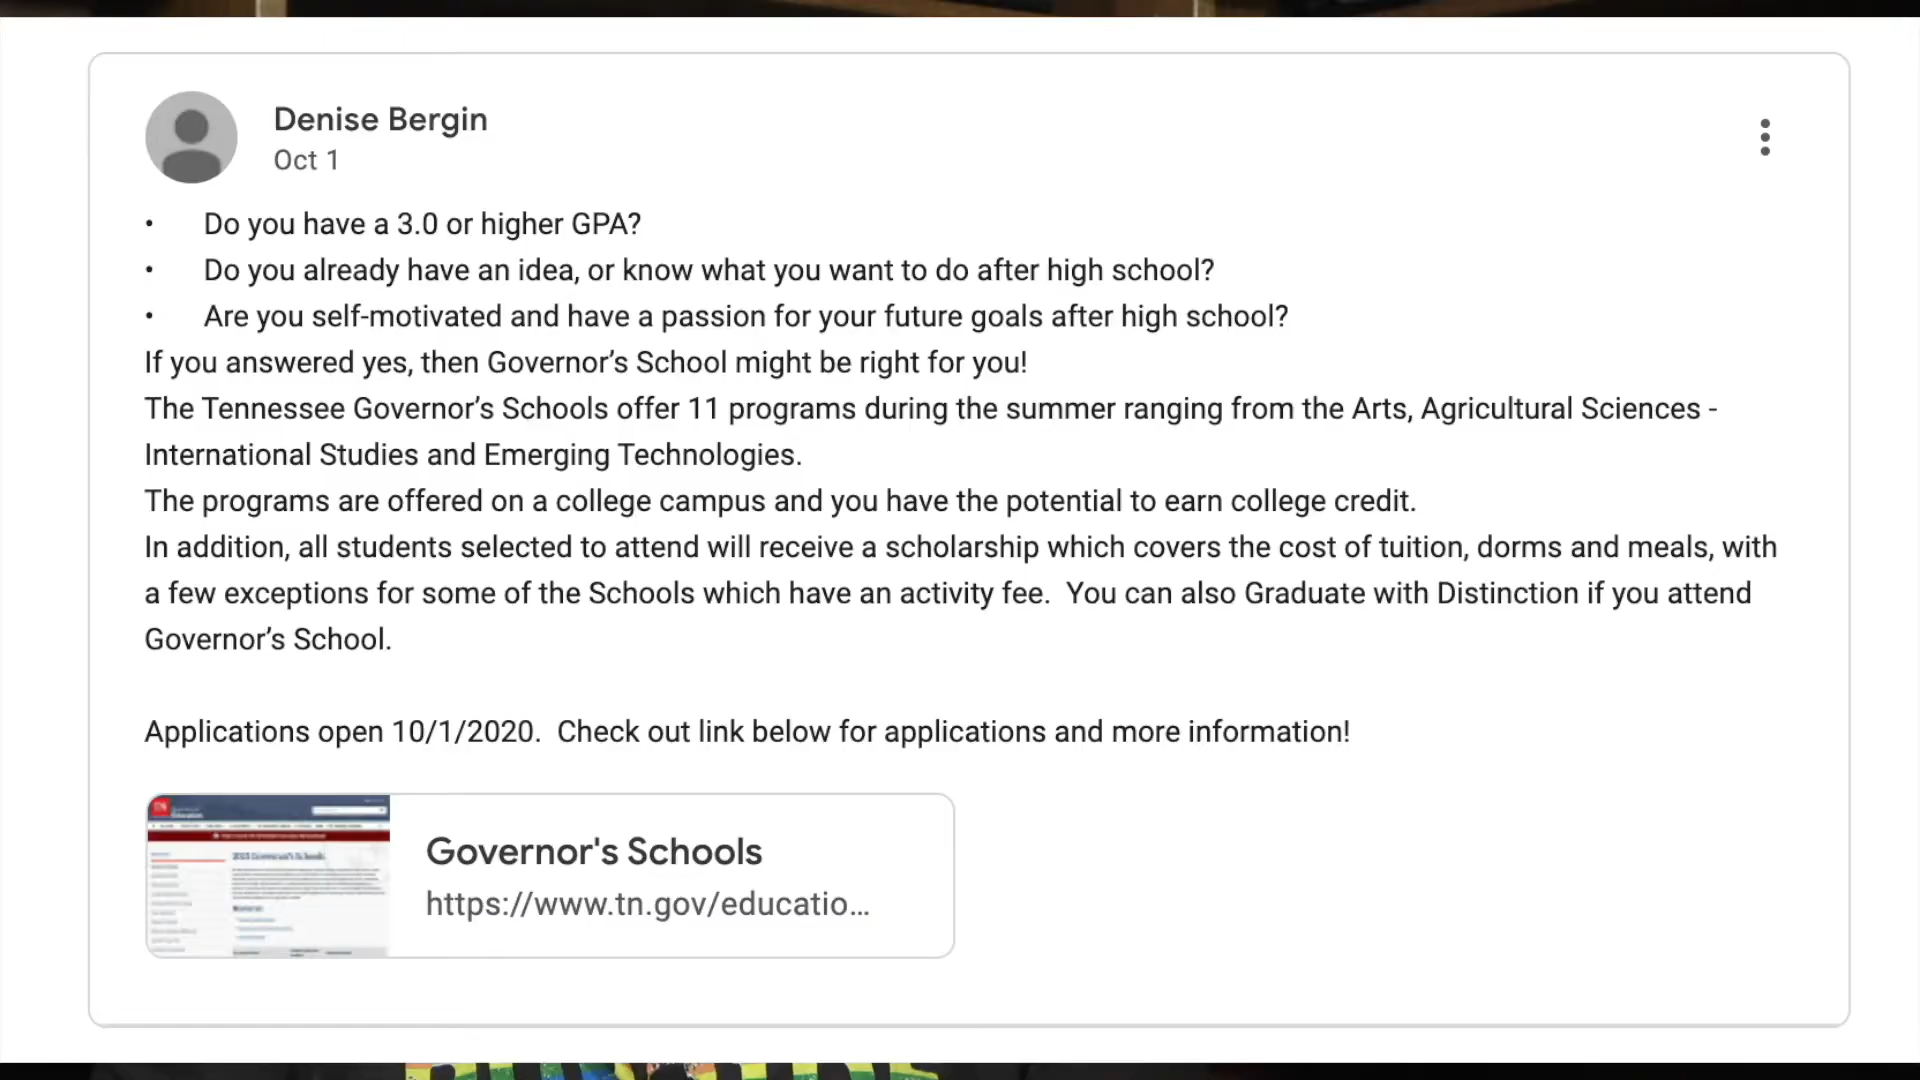 Denise Bergin
Oct 1
• Do you have a 3.0 or higher GPA?
• Do you already have an idea, or know what you want to do after high school?
• Are you self-motivated and have a passion for your future goals after high school?
If you answered yes, then Governor’s School might be right for you!
The Tennessee Governor’s Schools offer 11 programs during the summer ranging from the Arts, Agricultural Sciences -
International Studies and Emerging Technologies.
The programs are offered on a college campus and you have the potential to earn college credit.
In addition, all students selected to attend will receive a scholarship which covers the cost of tuition, dorms and meals, with
a few exceptions for some of the Schools which have an activity fee.  You can also Graduate with Distinction if you attend
Governor’s School.
Applications open 10/1/2020.  Check out link below for applications and more information!
TN
Education
Governor's Schools
https://www.tn.gov/educatio...